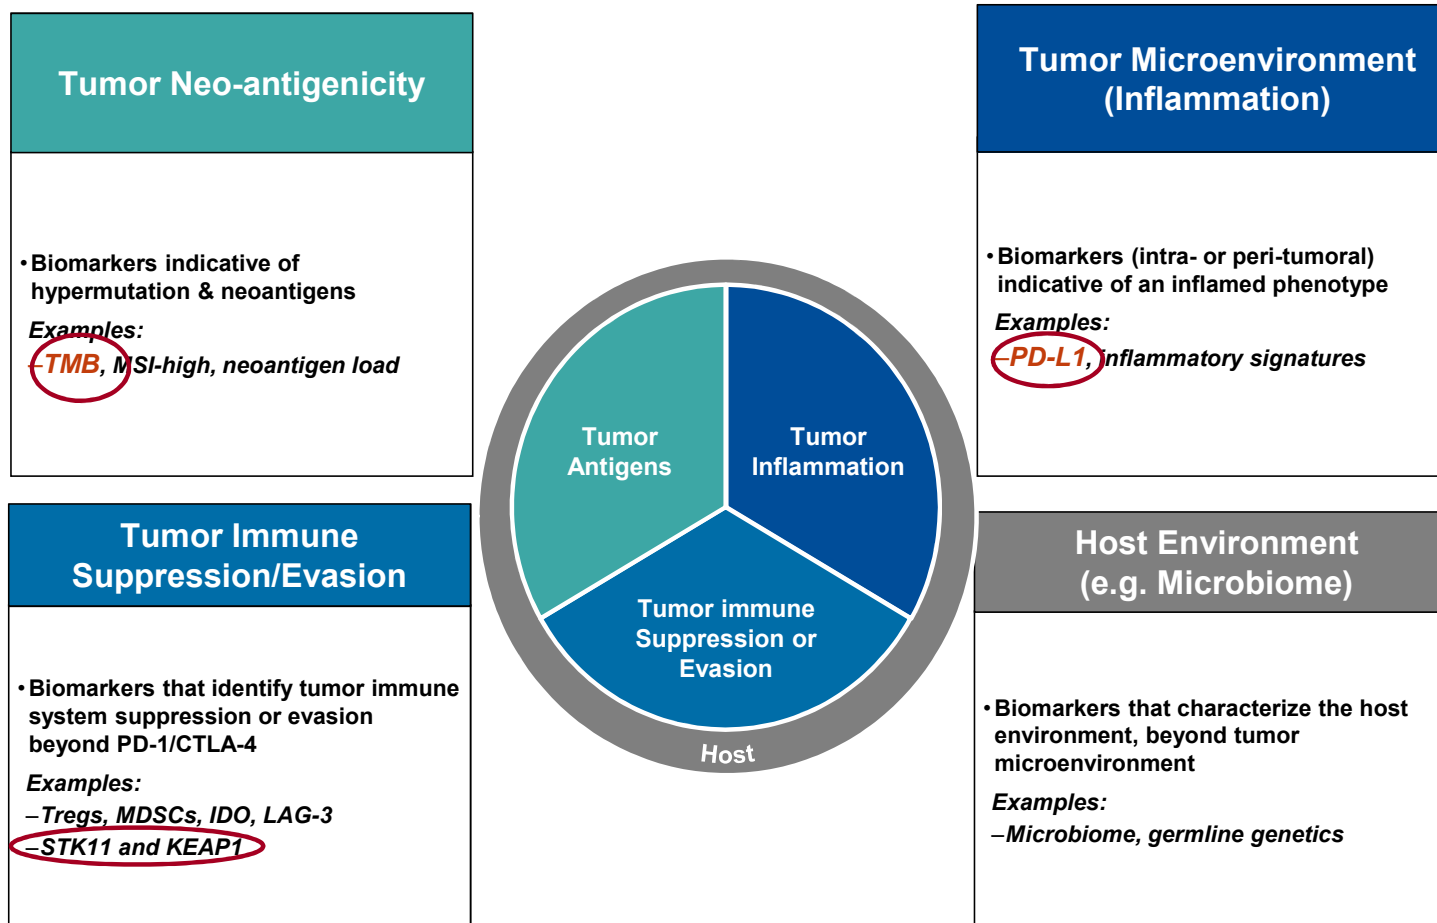 Tumor Neo-antigenicity
•Biomarkers indicative of
hypermutation & neoantigens
Examples:
–TMB, MSI-high, neoantigen load
Tumor Microenvironment
(Inflammation)
•Biomarkers (intra- or peri-tumoral)
indicative of an inflamed phenotype
Examples:
–PD-L1, inflammatory signatures
Tumor
Antigens
Tumor
Inflammation
Tumor immune
Suppression or
Evasion
Host
Tumor Immune
Suppression/Evasion
•Biomarkers that identify tumor immune
system suppression or evasion
beyond PD-1/CTLA-4
Examples:
–Tregs, MDSCs, IDO, LAG-3
–STK11 and KEAP1
Host Environment
(e.g. Microbiome)
•Biomarkers that characterize the host
environment, beyond tumor
microenvironment
Examples:
–Microbiome, germline genetics